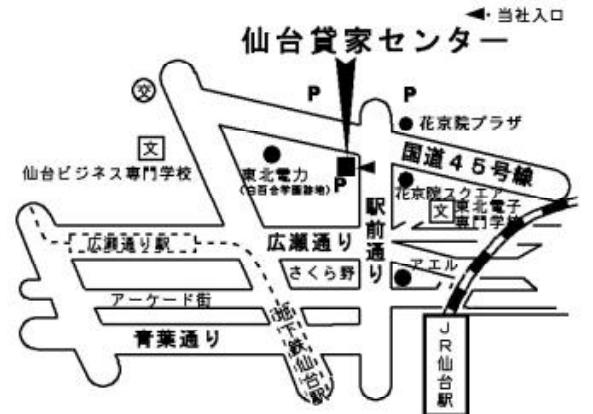 ◀・当社入口
仙台貸家センター
P
P
交
花京院プラザ
文
仙台ビジネス専門学校
東北電力
(白百合学園跡地)
P
国道45号線
花京院スクエア
文
東北電子
専門学校
駅前通り
広瀬通り駅
広瀬通り
さくら野
アエル
アーケード街
青葉通り
地下鉄仙台駅
JR仙台駅